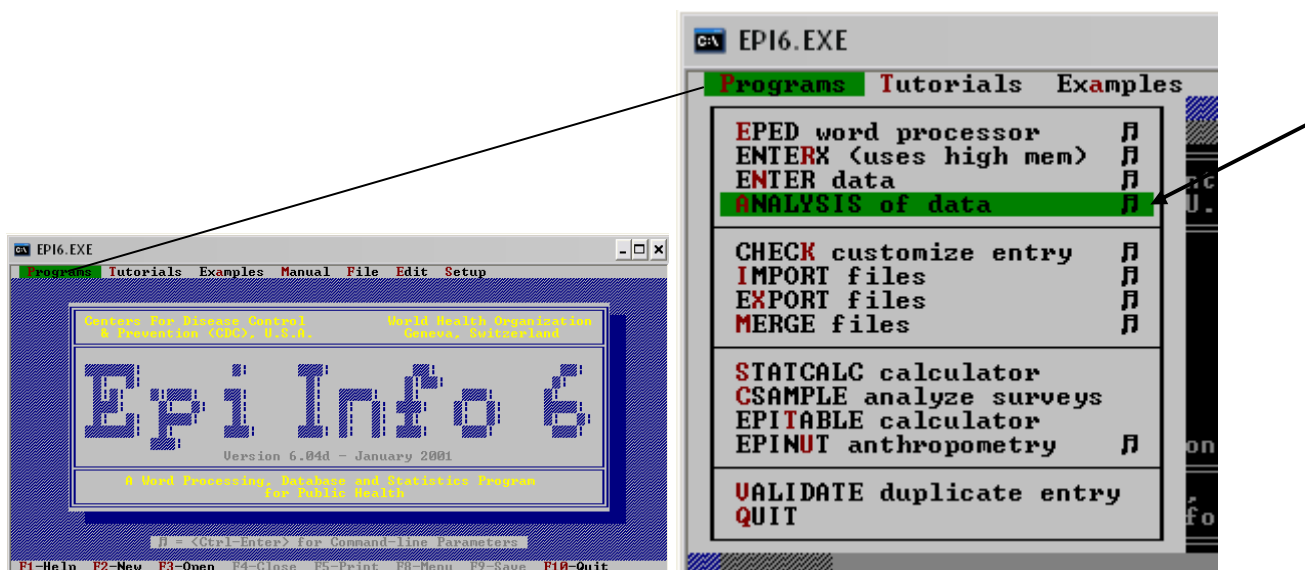 EPI6.EXE
Programs Tutorials Examples Manual File Edit Setup
Centers For Disease Control World Health Organization
& Prevention (CDC), U.S.A. Geneva, Switzerland
Epi Info 6
Version 6.04d - January 2001
A Word Processing, Database and Statistics Program
for Public Health
♬ = <Ctrl-Enter> for Command-line Parameters
F1-Help F2-New F3-Open F4-Close F5-Print F8-Menu F9-Save F10-Quit
C:\ EPI6.EXE
Programs Tutorials Examples
EPED word processor ♬
ENTERX (uses high mem) ♬
ENTER data ♬
ANALYSIS of data ♬
CHECK customize entry ♬
IMPORT files ♬
EXPORT files ♬
MERGE files ♬
STATCALC calculator
CSAMPLE analyze surveys
EPITABLE calculator
EPINUT anthropometry ♬
VALIDATE duplicate entry
QUIT